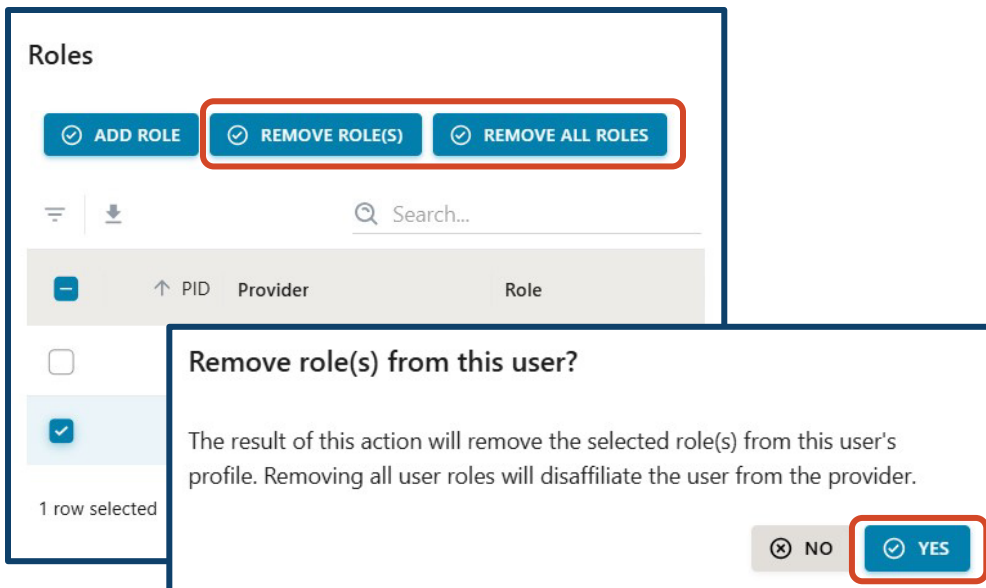 Roles
ADD ROLE REMOVE ROLE(S) REMOVE ALL ROLES
Search...
PID Provider Role
Remove role(s) from this user?
The result of this action will remove the selected role(s) from this user's
profile. Removing all user roles will disaffiliate the user from the provider.
1 row selected
NO YES